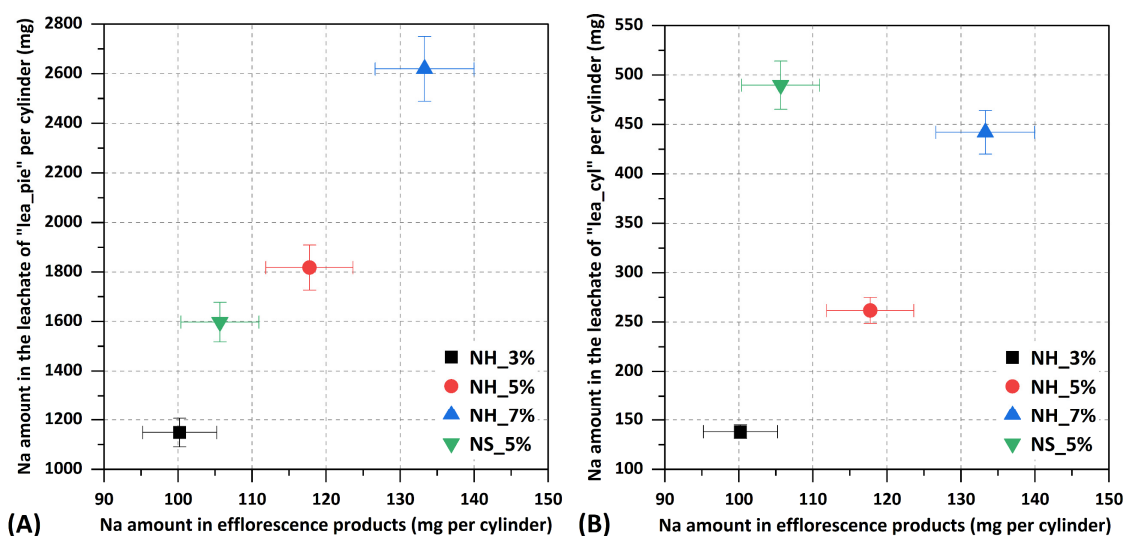 Na amount in the leachate of "lea_pie" per cylinder (mg)
2800
2600
2400
2200
2000
1800
1600
1400
1200
1000
90 100 110 120 130 140 150
NH_3%
NH_5%
NH_7%
NS_5%
(A)
Na amount in efflorescence products (mg per cylinder)
Na amount in the leachate of "lea_cyl" per cylinder (mg)
550
500
450
400
350
300
250
200
150
100
90 100 110 120 130 140 150
NH_3%
NH_5%
NH_7%
NS_5%
(B)
Na amount in efflorescence products (mg per cylinder)